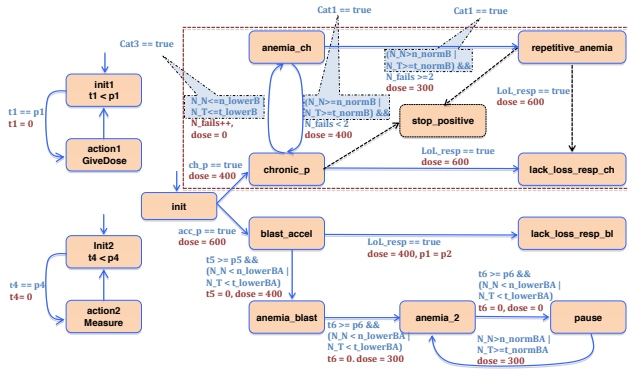 Cat1 == true
Cat1 == true
Cat3 == true
anemia_ch
(N_N>n_normB |
N_T>=t_normB) &&
N_fails >=2
dose = 300
repetitive_anemia
init1
t1 < p1
t1 == p1
t1 = 0
action1
GiveDose
N_N<=n_lowerB |
N_T<=t_lowerB
N_fails++,
dose = 0
(N_N>=n_normB |
N_T>=t_normB) &&
N_fails < 2
dose = 400
stop_positive
LoL_resp == true
dose = 600
ch_p == true
dose = 400
chronic_p
LoL_resp == true
dose = 600
lack_loss_resp_ch
init
acc_p == true
dose = 600
blast_accel
LoL_resp == true
dose = 400, p1 = p2
lack_loss_resp_bl
Init2
t4 < p4
t4 == p4
t4= 0
action2
Measure
t5 >= p5 &&
(N_N < n_lowerBA |
N_T < t_lowerBA)
t5 = 0, dose = 400
t6 >= p6 &&
(N_N < n_lowerBA |
N_T < t_lowerBA)
t6 = 0, dose = 0
anemia_blast
t6 >= p6 &&
(N_N < n_lowerBA |
N_T < t_lowerBA)
t6 = 0. dose = 300
anemia_2
pause
N_N>n_normBA |
N_T>=t_normBA
dose = 300